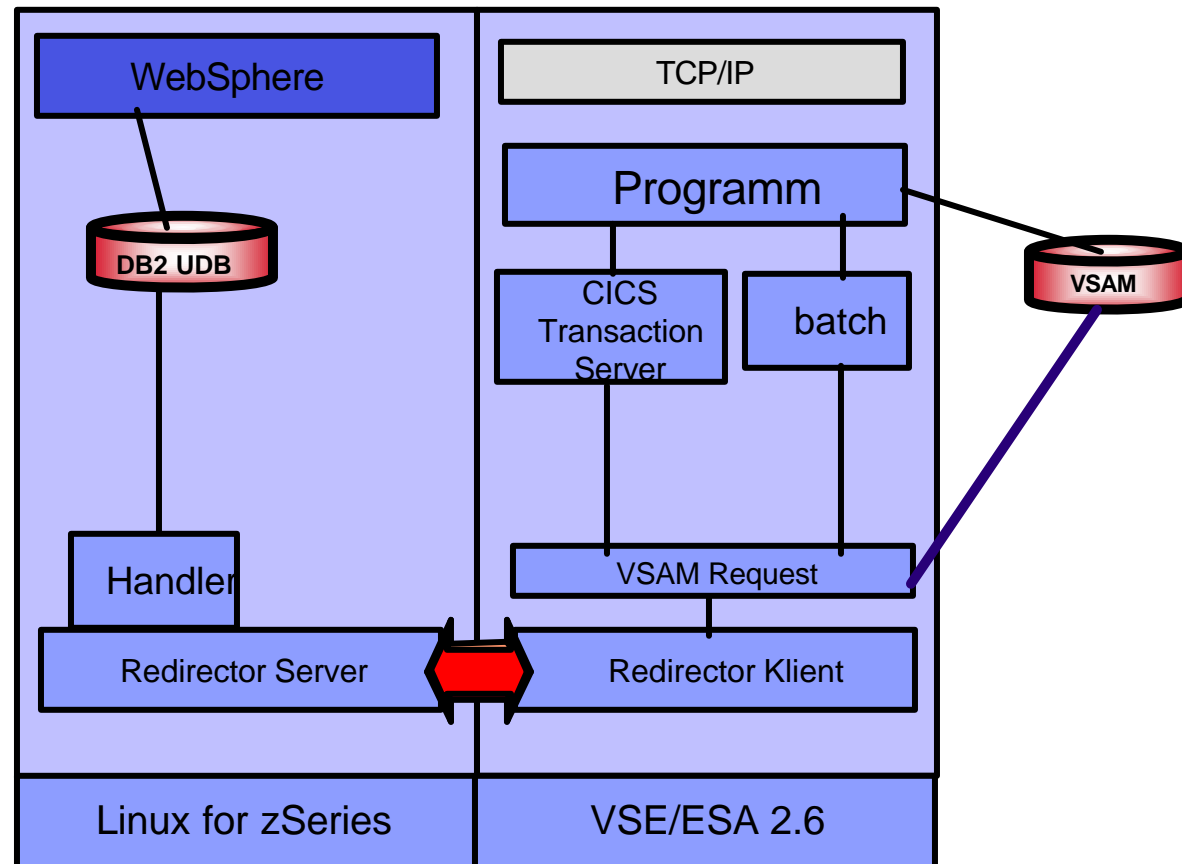 WebSphere
TCP/IP
Programm
DB2 UDB
VSAM
CICS
Transaction
Server
batch
Handler
VSAM Request
Redirector Server
Redirector Klient
Linux for zSeries
VSE/ESA 2.6